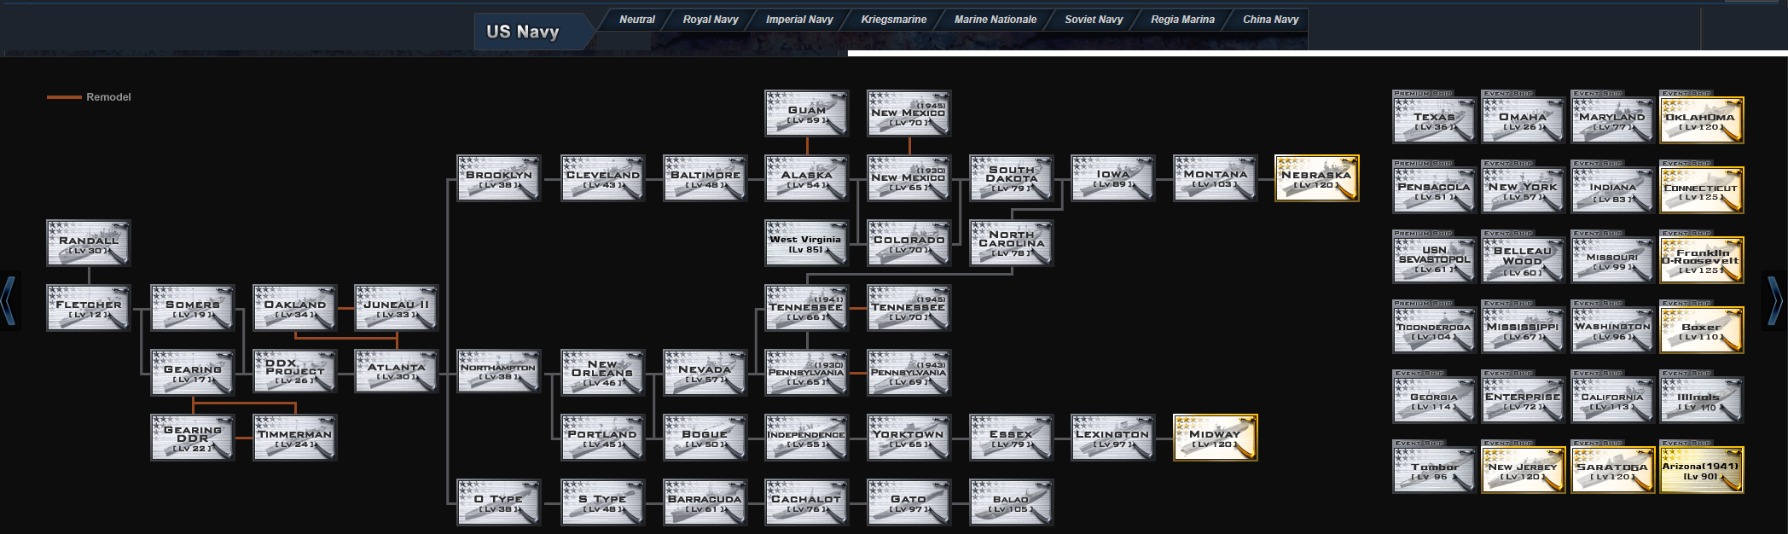 US Navy
Neutral
Royal Navy
Imperial Navy
Kriegsmarine
Marine Nationale
Soviet Navy
Regia Marina
China Navy
Remodel
Guam
[Lv 59]
(1945)
New Mexico
[Lv 70]
Brooklyn
[Lv 38]
Cleveland
[Lv 43]
Baltimore
[Lv 48]
Alaska
[Lv 54]
(1930)
New Mexico
[Lv 65]
South
Dakota
[Lv 79]
Iowa
[Lv 89]
Montana
[Lv 103]
Nebraska
[Lv 120]
Randall
[Lv 30]
West Virginia
[Lv 85]
Colorado
[Lv 70]
North
Carolina
[Lv 78]
Fletcher
[Lv 12]
Somers
[Lv 19]
Oakland
[Lv 34]
Juneau II
[Lv 33]
(1941)
Tennessee
[Lv 66]
(1945)
Tennessee
[Lv 70]
Gearing
[Lv 17]
DDX
Project
[Lv 26]
Atlanta
[Lv 30]
Northampton
[Lv 38]
New
Orleans
[Lv 46]
Nevada
[Lv 57]
(1930)
Pennsylvania
[Lv 65]
(1943)
Pennsylvania
[Lv 69]
Gearing
DDR
[Lv 22]
Timmerman
[Lv 24]
Portland
[Lv 45]
Bogue
[Lv 50]
Independence
[Lv 55]
Yorktown
[Lv 65]
Essex
[Lv 79]
Lexington
[Lv 97]
Midway
[Lv 120]
O Type
[Lv 38]
S Type
[Lv 48]
Barracuda
[Lv 61]
Cachalot
[Lv 76]
Gato
[Lv 97]
Balao
[Lv 105]
Premium Ship
Texas
[Lv 36]
Event Ship
Omaha
[Lv 26]
Event Ship
Maryland
[Lv 77]
Event Ship
Oklahoma
[Lv 120]
Premium Ship
Pensacola
[Lv 51]
Event Ship
New York
[Lv 57]
Event Ship
Indiana
[Lv 83]
Event Ship
Connecticut
[Lv 125]
Premium Ship
USN
Sevastopol
[Lv 61]
Event Ship
Belleau
Wood
[Lv 60]
Event Ship
Missouri
[Lv 99]
Event Ship
Franklin
D.Roosevelt
[Lv 125]
Premium Ship
Ticonderoga
[Lv 104]
Event Ship
Mississippi
[Lv 67]
Event Ship
Washington
[Lv 96]
Event Ship
Boxer
[Lv 110]
Event Ship
Georgia
[Lv 114]
Event Ship
Enterprise
[Lv 72]
Event Ship
California
[Lv 113]
Event Ship
Illinois
[Lv 110]
Event Ship
Tambor
[Lv 96]
Event Ship
New Jersey
[Lv 120]
Event Ship
Saratoga
[Lv 120]
Event Ship
Arizona(1941)
[Lv 90]